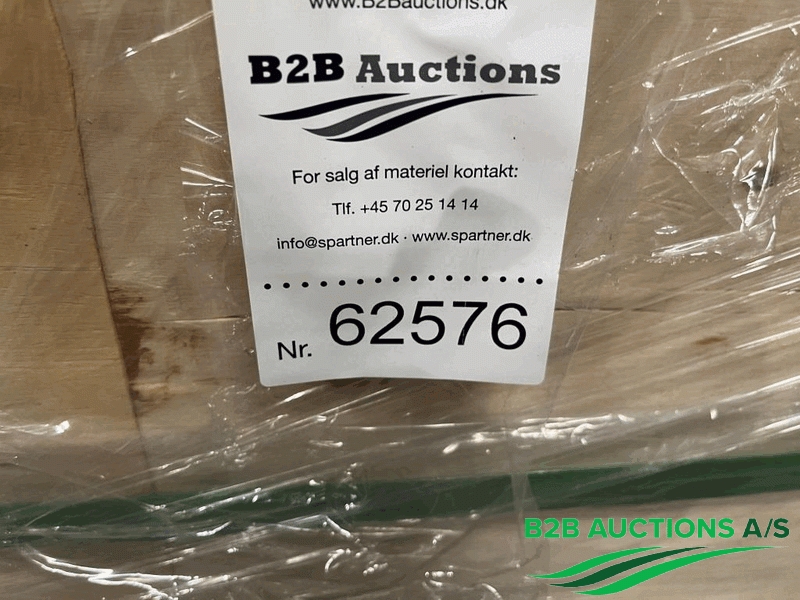 www.B2Bauctions.dk
B2B Auctions
For salg af materiel kontakt:
Tlf. +45 70 25 14 14
info@spartner.dk · www.spartner.dk
Nr. 62576
B2B AUCTIONS A/S